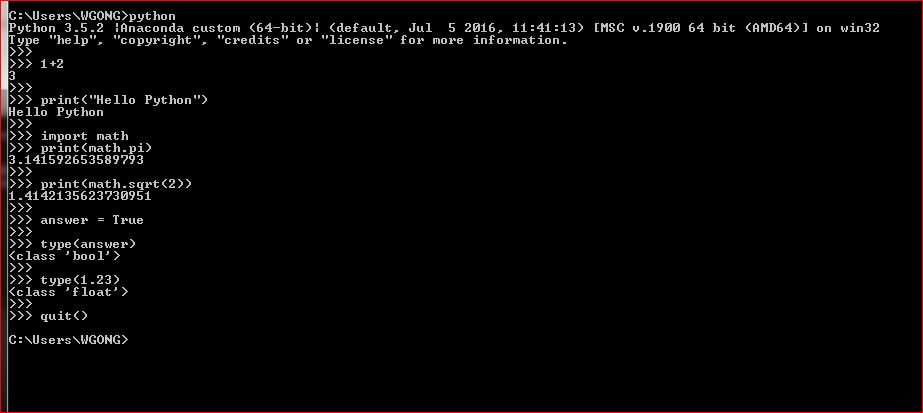 C:\Users\WGONG>python
Python 3.5.2 |Anaconda custom (64-bit)| (default, Jul  5 2016, 11:41:13) [MSC v.1900 64 bit (AMD64)] on win32
Type "help", "copyright", "credits" or "license" for more information.
>>>
>>> 1+2
3
>>>
>>> print("Hello Python")
Hello Python
>>>
>>> import math
>>> print(math.pi)
3.141592653589793
>>>
>>> print(math.sqrt(2))
1.4142135623730951
>>>
>>> answer = True
>>>
>>> type(answer)
<class 'bool'>
>>>
>>> type(1.23)
<class 'float'>
>>>
>>> quit()
C:\Users\WGONG>